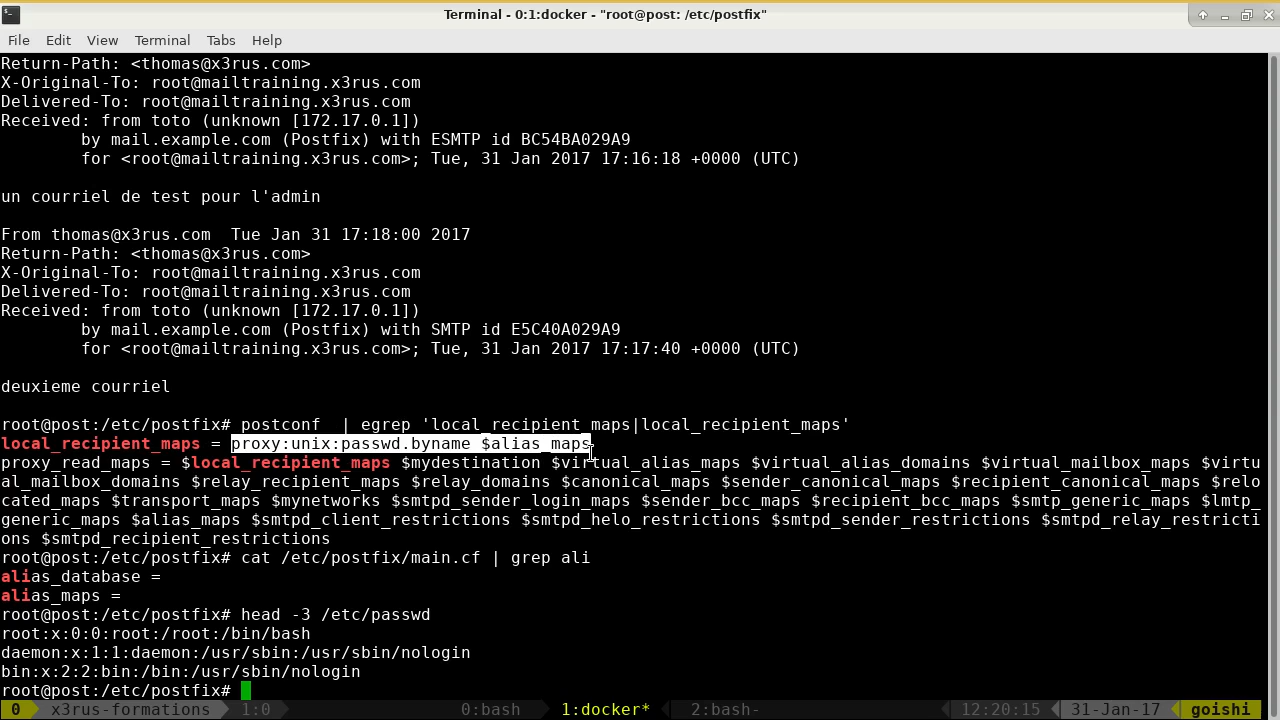 Terminal - 0:1:docker - "root@post: /etc/postfix"
File Edit View Terminal Tabs Help
Return-Path: <thomas@x3rus.com>
X-Original-To: root@mailtraining.x3rus.com
Delivered-To: root@mailtraining.x3rus.com
Received: from toto (unknown [172.17.0.1])
        by mail.example.com (Postfix) with ESMTP id BC54BA029A9
        for <root@mailtraining.x3rus.com>; Tue, 31 Jan 2017 17:16:18 +0000 (UTC)
un courriel de test pour l'admin
From thomas@x3rus.com  Tue Jan 31 17:18:00 2017
Return-Path: <thomas@x3rus.com>
X-Original-To: root@mailtraining.x3rus.com
Delivered-To: root@mailtraining.x3rus.com
Received: from toto (unknown [172.17.0.1])
        by mail.example.com (Postfix) with SMTP id E5C40A029A9
        for <root@mailtraining.x3rus.com>; Tue, 31 Jan 2017 17:17:40 +0000 (UTC)
deuxieme courriel
root@post:/etc/postfix# postconf  | egrep 'local_recipient_maps|local_recipient_maps'
local_recipient_maps = proxy:unix:passwd.byname $alias_maps
proxy_read_maps = $local_recipient_maps $mydestination $virtual_alias_maps $virtual_alias_domains $virtual_mailbox_maps $virtu
al_mailbox_domains $relay_recipient_maps $relay_domains $canonical_maps $sender_canonical_maps $recipient_canonical_maps $relo
cated_maps $transport_maps $mynetworks $smtpd_sender_login_maps $sender_bcc_maps $recipient_bcc_maps $smtp_generic_maps $lmtp_
generic_maps $alias_maps $smtpd_client_restrictions $smtpd_helo_restrictions $smtpd_sender_restrictions $smtpd_relay_restricti
ons $smtpd_recipient_restrictions
root@post:/etc/postfix# cat /etc/postfix/main.cf | grep ali
alias_database =
alias_maps =
root@post:/etc/postfix# head -3 /etc/passwd
root:x:0:0:root:/root:/bin/bash
daemon:x:1:1:daemon:/usr/sbin:/usr/sbin/nologin
bin:x:2:2:bin:/bin:/usr/sbin/nologin
root@post:/etc/postfix#
0 x3rus-formations 1:0 0:bash 1:docker* 2:bash- 12:20:15 31-Jan-17 goishi